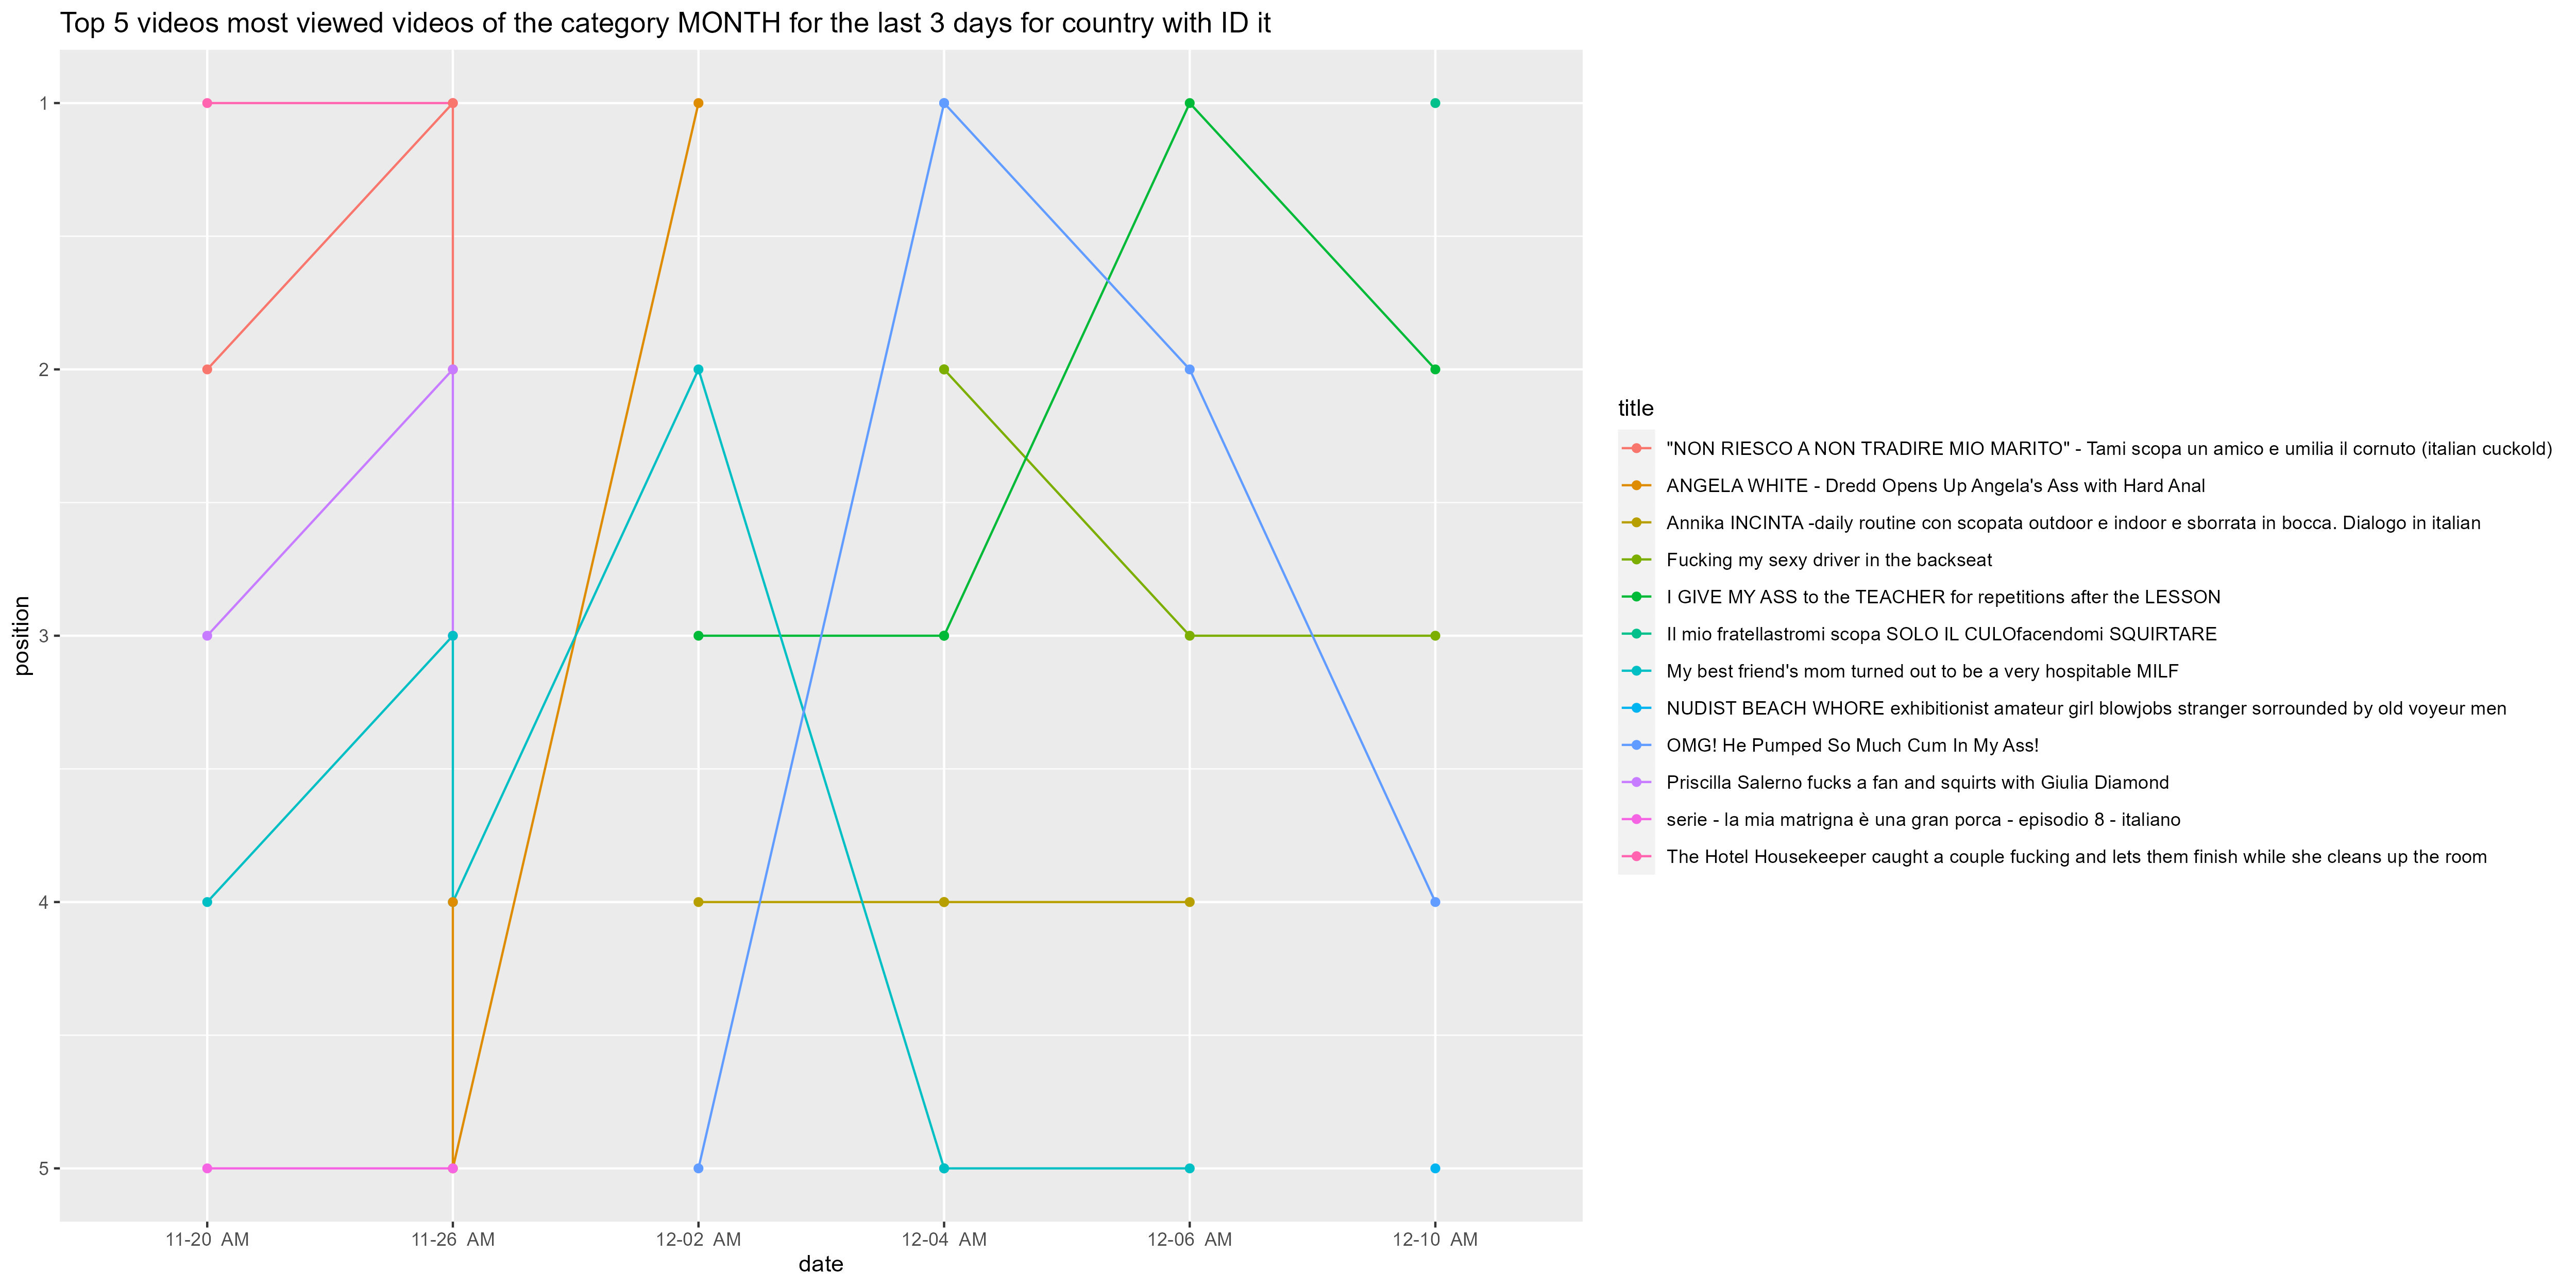 Top 5 videos most viewed videos of the category MONTH for the last 3 days for country with ID it
position
1
2
3
4
5
11-20 AM
11-26 AM
12-02 AM
12-04 AM
12-06 AM
12-10 AM
date
title
"NON RIESCO A NON TRADIRE MIO MARITO" - Tami scopa un amico e umilia il cornuto (italian cuckold)
ANGELA WHITE - Dredd Opens Up Angela's Ass with Hard Anal
Annika INCINTA -daily routine con scopata outdoor e indoor e sborrata in bocca. Dialogo in italian
Fucking my sexy driver in the backseat
I GIVE MY ASS to the TEACHER for repetitions after the LESSON
Il mio fratellastromi scopa SOLO IL CULOfacendomi SQUIRTARE
My best friend's mom turned out to be a very hospitable MILF
NUDIST BEACH WHORE exhibitionist amateur girl blowjobs stranger sorrounded by old voyeur men
OMG! He Pumped So Much Cum In My Ass!
Priscilla Salerno fucks a fan and squirts with Giulia Diamond
serie - la mia matrigna è una gran porca - episodio 8 - italiano
The Hotel Housekeeper caught a couple fucking and lets them finish while she cleans up the room